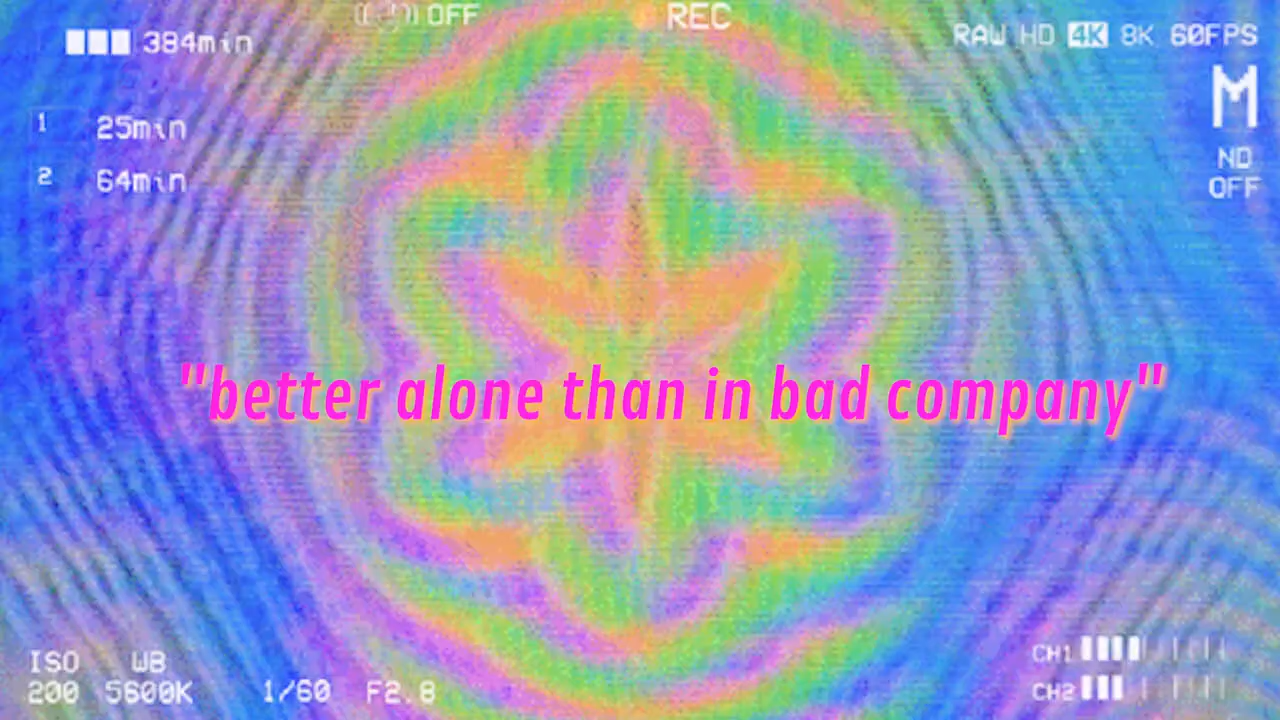 OFF
REC
384min
RAW HD 4K 8K 60FPS
M
1 25min
ND
OFF
2 64min
"better alone than in bad company"
ISO WB
200 5600K 1/60 F2.8
CH1
CH2